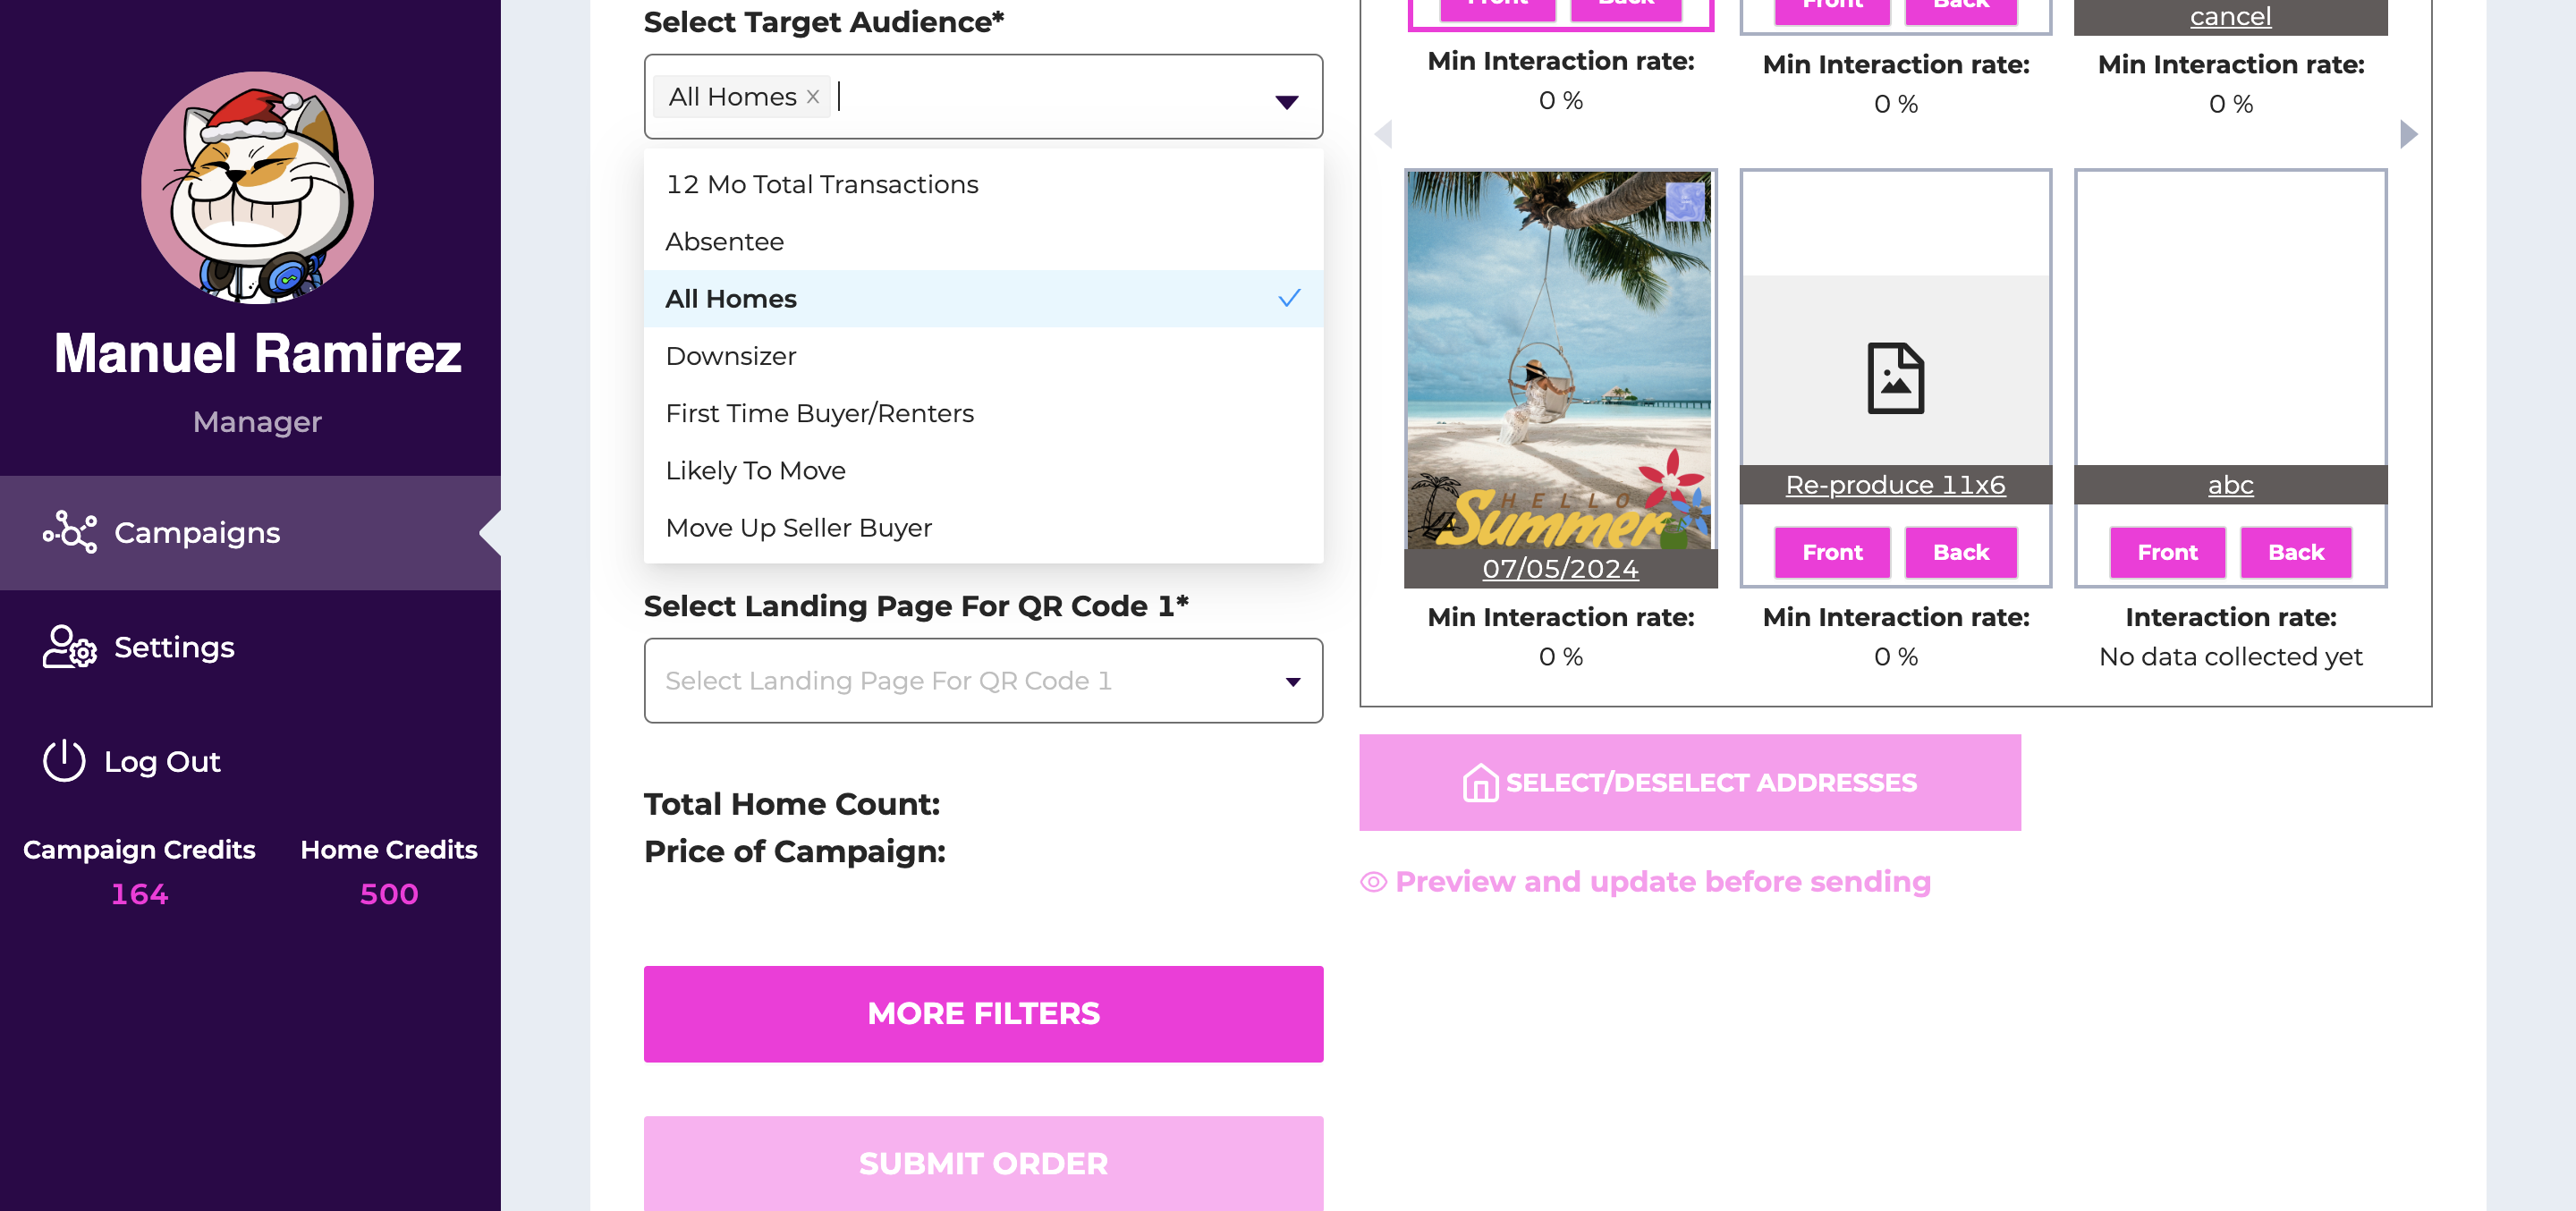 Manuel Ramirez
Manager
Campaigns
Settings
Log Out
Campaign Credits
164
Home Credits
500
Select Target Audience*
All Homes
12 Mo Total Transactions
Absentee
All Homes
Downsizer
First Time Buyer/Renters
Likely To Move
Move Up Seller Buyer
Select Landing Page For QR Code 1*
Select Landing Page For QR Code 1
Total Home Count:
Price of Campaign:
MORE FILTERS
SUBMIT ORDER
Front
Back
Min Interaction rate:
0 %
Front
Back
Min Interaction rate:
0 %
cancel
Min Interaction rate:
0 %
HELLO
Summer
07/05/2024
Min Interaction rate:
0 %
Re-produce 11x6
Front
Back
Min Interaction rate:
0 %
abc
Front
Back
Interaction rate:
No data collected yet
SELECT/DESELECT ADDRESSES
Preview and update before sending